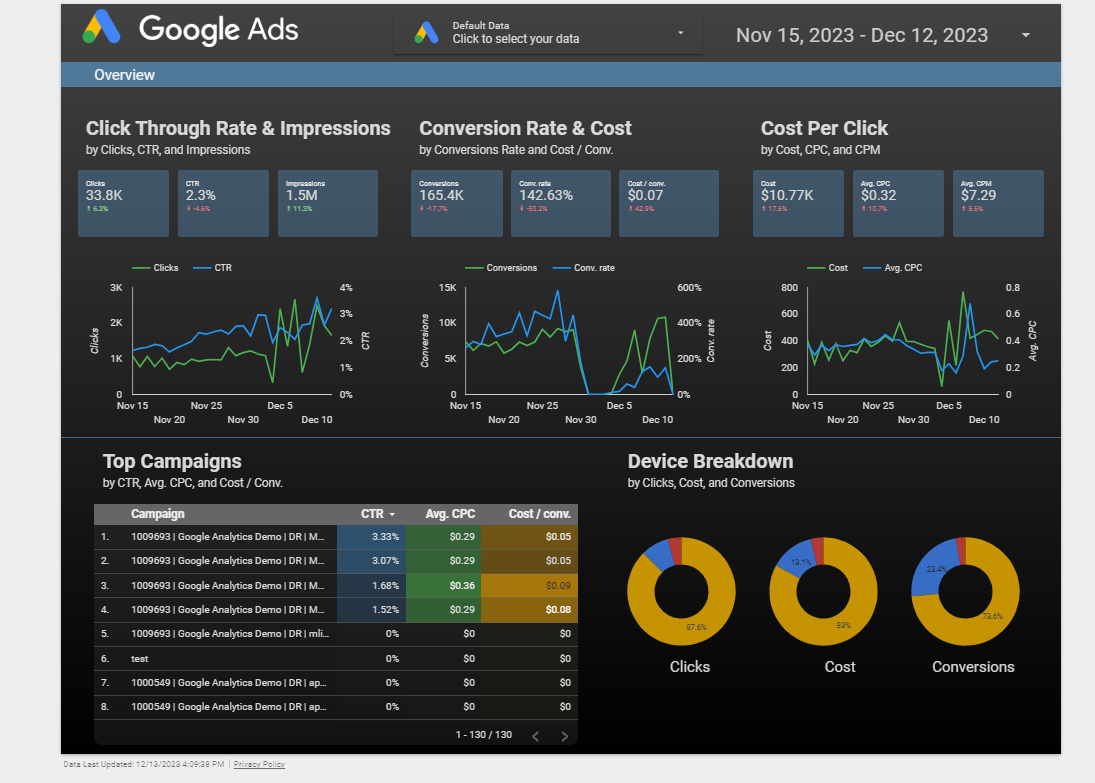 Google Ads
Default Data
Click to select your data
Nov 15, 2023 - Dec 12, 2023
Overview
Click Through Rate & Impressions
by Clicks, CTR, and Impressions
Conversion Rate & Cost
by Conversions Rate and Cost / Conv.
Cost Per Click
by Cost, CPC, and CPM
Clicks
33.8K
6.2%
CTR
2.3%
-4.6%
Impressions
1.5M
11.3%
Conversions
165.4K
-17.7%
Conv. rate
142.63%
-53.2%
Cost / conv.
$0.07
42.9%
Cost
$10.77K
17.6%
Avg. CPC
$0.32
10.7%
Avg. CPM
$7.29
5.6%
Clicks CTR
3K
2K
1K
0
Clicks
4%
3%
2%
1%
0%
CTR
Nov 15 Nov 25 Dec 5
Nov 20 Nov 30 Dec 10
Conversions Conv. rate
15K
10K
5K
0
Conversions
600%
400%
200%
0%
Conv. rate
Nov 15 Nov 25 Dec 5
Nov 20 Nov 30 Dec 10
Cost Avg. CPC
800
600
400
200
0
Cost
0.8
0.6
0.4
0.2
0
Avg. CPC
Nov 15 Nov 25 Dec 5
Nov 20 Nov 30 Dec 10
Top Campaigns
by CTR, Avg. CPC, and Cost / Conv.
Campaign CTR Avg. CPC Cost / conv.
1. 1009693 | Google Analytics Demo | DR | M... 3.33% $0.29 $0.05
2. 1009693 | Google Analytics Demo | DR | M... 3.07% $0.29 $0.05
3. 1009693 | Google Analytics Demo | DR | M... 1.68% $0.36 $0.09
4. 1009693 | Google Analytics Demo | DR | M... 1.52% $0.29 $0.08
5. 1009693 | Google Analytics Demo | DR | mli... 0% $0 $0
6. test 0% $0 $0
7. 1000549 | Google Analytics Demo | DR | ap... 0% $0 $0
8. 1000549 | Google Analytics Demo | DR | ap... 0% $0 $0
1 - 130 / 130
Device Breakdown
by Clicks, Cost, and Conversions
87.6%
Clicks
13.1%
83%
Cost
23.4%
73.6%
Conversions
Data Last Updated: 12/13/2023 4:09:38 PM | Privacy Policy